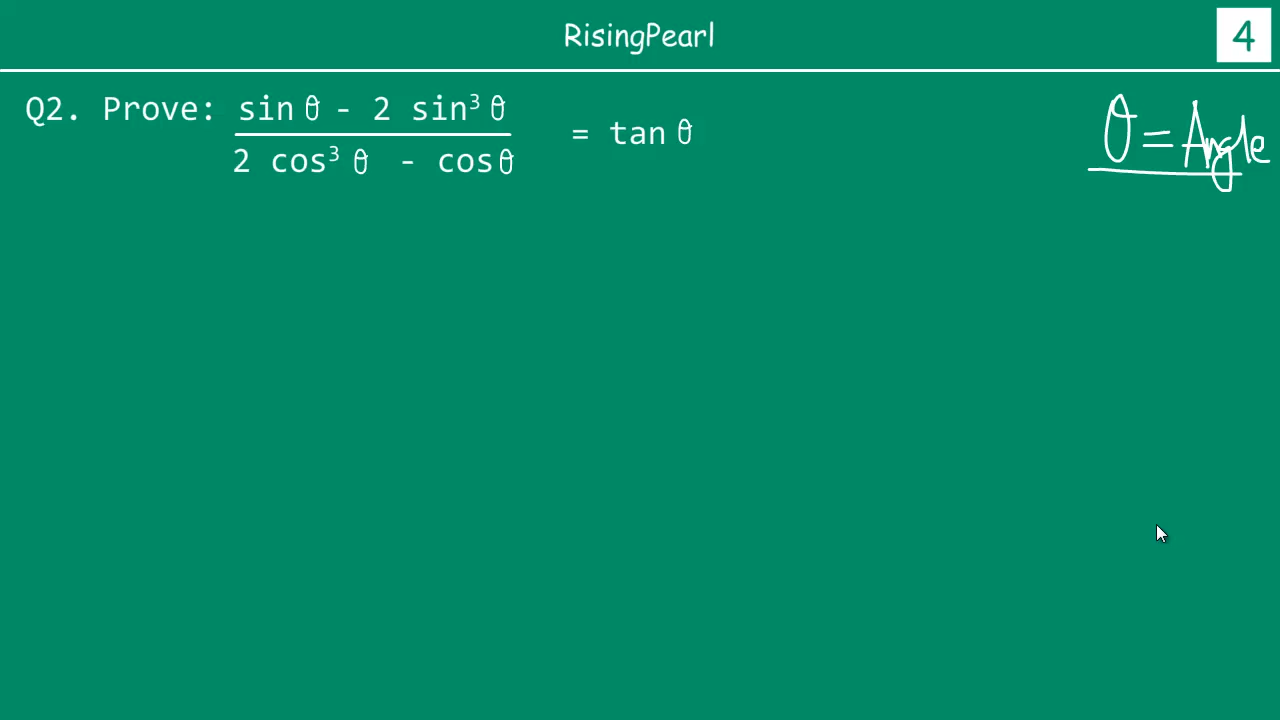 RisingPearl
4
Q2. Prove: sin θ - 2 sin³ θ
2 cos³ θ - cos θ
= tan θ
θ = Angle